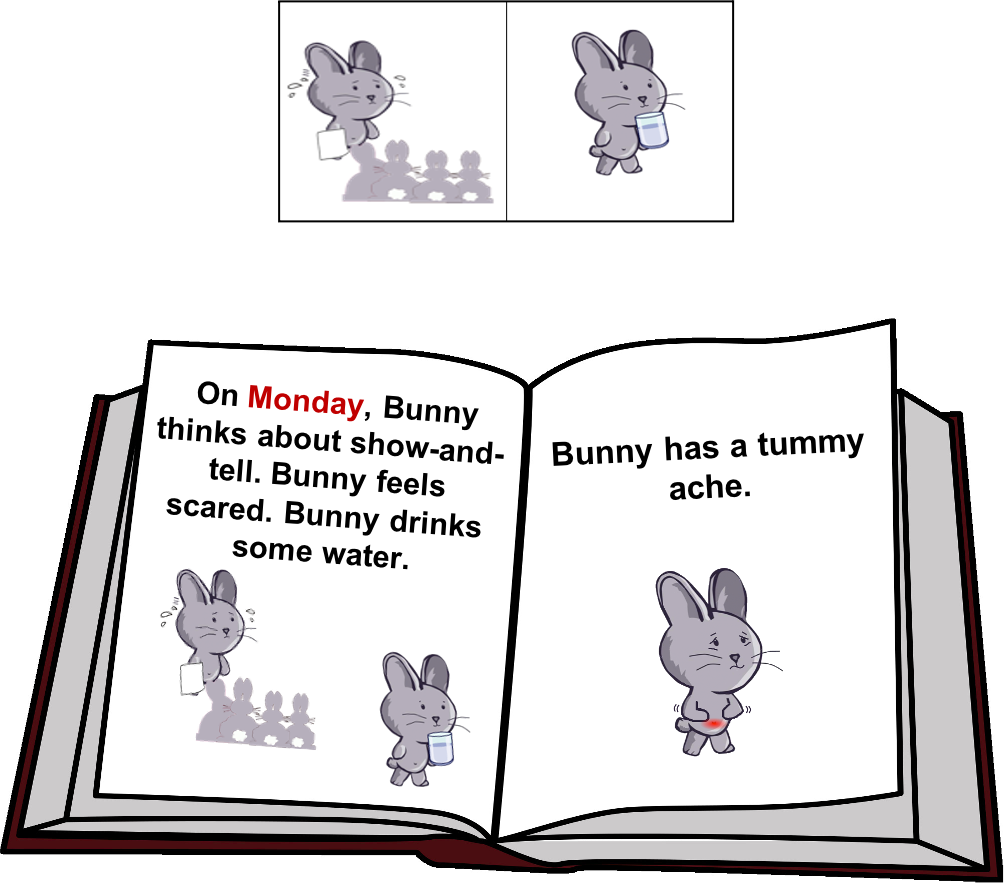 On Monday, Bunny
thinks about show-and-
tell. Bunny feels
scared. Bunny drinks
some water.
Bunny has a tummy
ache.